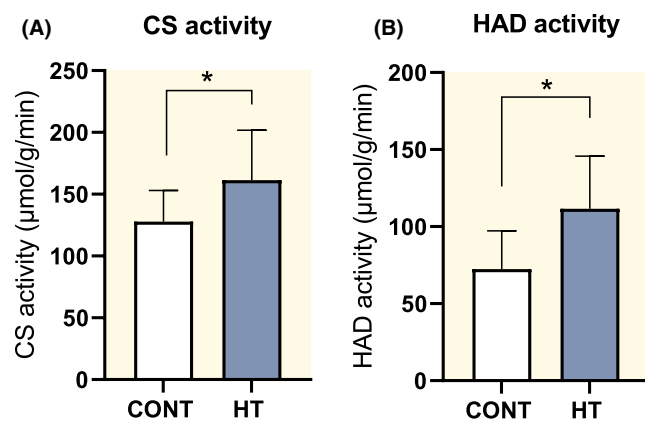 (A) CS activity
CS activity (µmol/g/min)
250
200
150
100
50
0
*
CONT HT
(B) HAD activity
HAD activity (µmol/g/min)
200
150
100
50
0
*
CONT HT